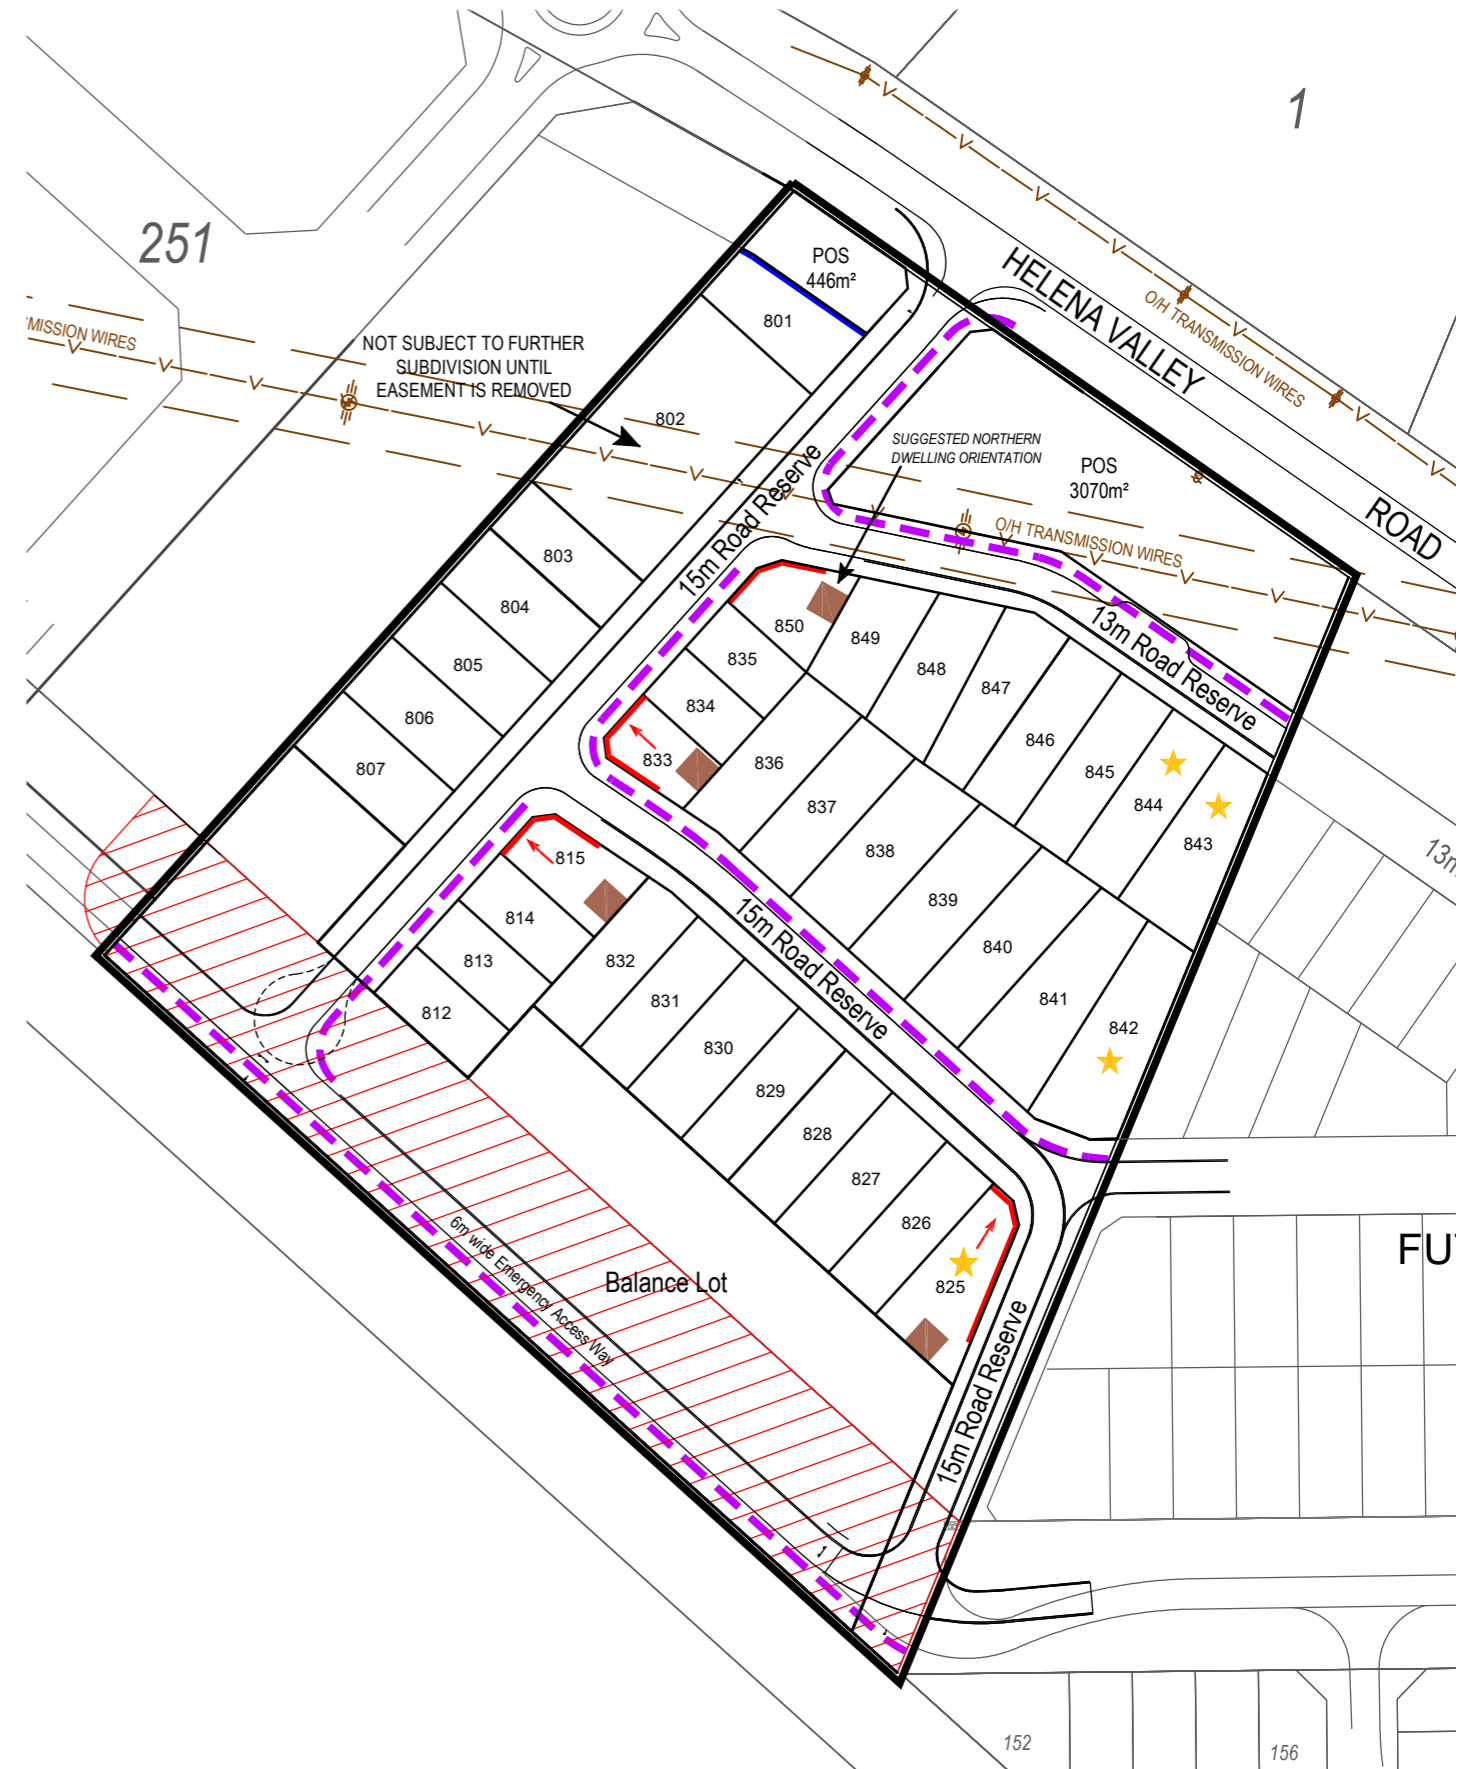 1
251
POS
446m²
HELENA VALLEY
ROAD
O/H TRANSMISSION WIRES
MISSION WIRES
NOT SUBJECT TO FURTHER
SUBDIVISION UNTIL
EASEMENT IS REMOVED
801
802
SUGGESTED NORTHERN
DWELLING ORIENTATION
POS
3070m²
O/H TRANSMISSION WIRES
15m Road Reserve
13m Road Reserve
803
804
805
806
807
850
849
848
847
846
845
844
843
835
834
833
836
837
838
839
840
841
842
13m
815
814
813
812
832
831
830
829
828
827
826
825
15m Road Reserve
15m Road Reserve
6m wide Emergency Access Way
Balance Lot
FU
152
156